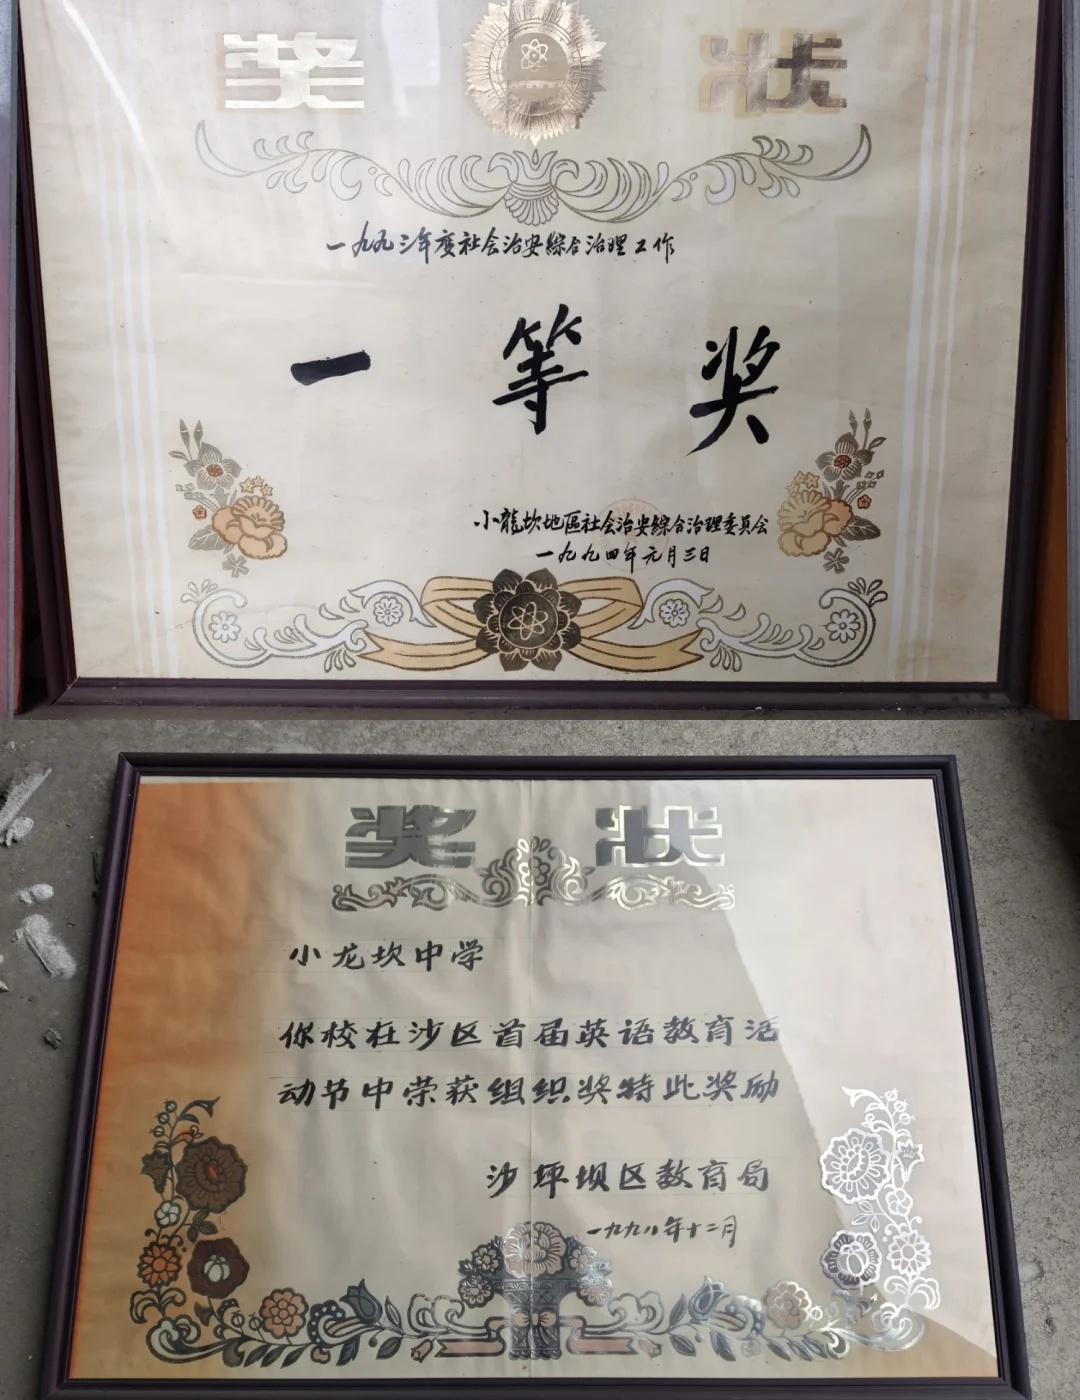 奖 状
一九九三年度社会治安綜合治理工作
一 等 奖
小龍坎地區社会治安綜合治理委員会
一九九四年元月三日
奖 状
小龙坎中学
你校在沙区首届英语教育活
动节中荣获组织奖特此奖励
沙坪坝区教育局
一九九八年十二月